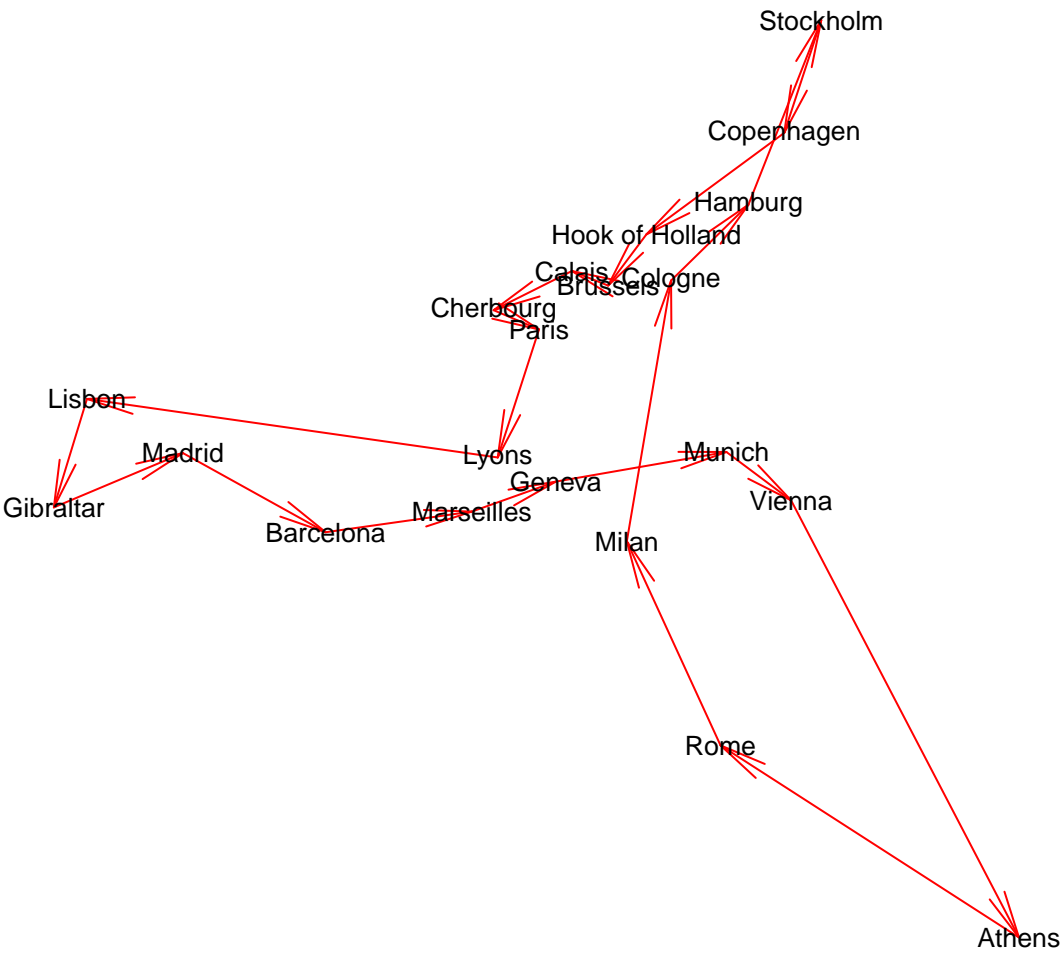 Stockholm
Copenhagen
Hamburg
Hook of Holland
Calais
Cologne
Brussels
Cherbourg
Paris
Lisbon
Madrid
Lyons
Munich
Geneva
Vienna
Gibraltar
Marseilles
Barcelona
Milan
Rome
Athens